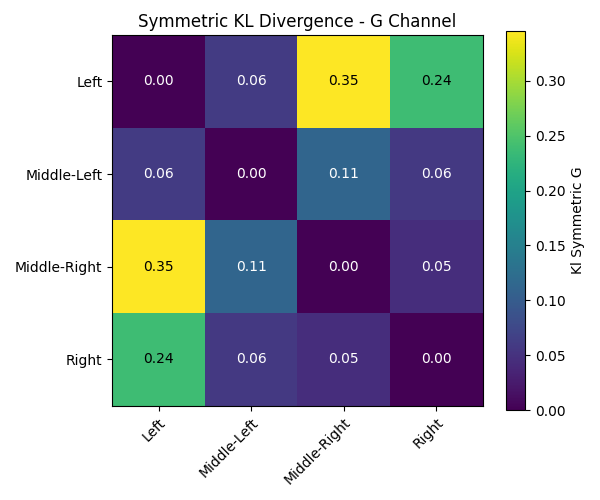 Symmetric KL Divergence - G Channel
Left
0.00 0.06 0.35 0.24
Middle-Left
0.06 0.00 0.11 0.06
Middle-Right
0.35 0.11 0.00 0.05
Right
0.24 0.06 0.05 0.00
Left
Middle-Left
Middle-Right
Right
0.30
0.25
0.20
0.15
0.10
0.05
0.00
Kl Symmetric G